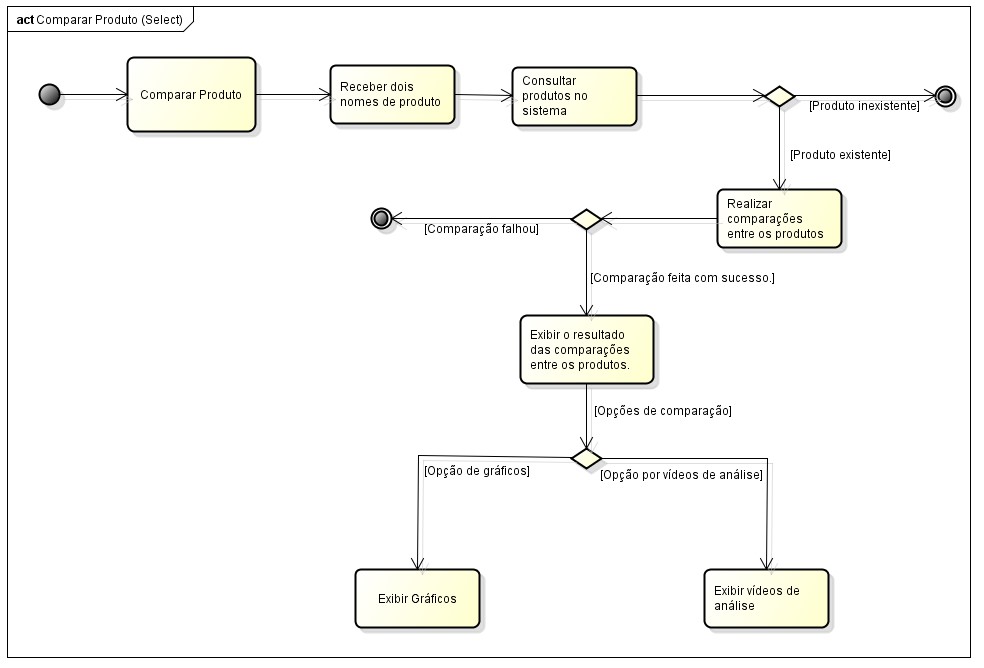 act Comparar Produto (Select)
Comparar Produto
Receber dois
nomes de produto
Consultar
produtos no
sistema
[Produto inexistente]
[Produto existente]
Realizar
comparações
entre os produtos
[Comparação falhou]
[Comparação feita com sucesso.]
Exibir o resultado
das comparações
entre os produtos.
[Opções de comparação]
[Opção de gráficos]
[Opção por vídeos de análise]
Exibir Gráficos
Exibir vídeos de
análise